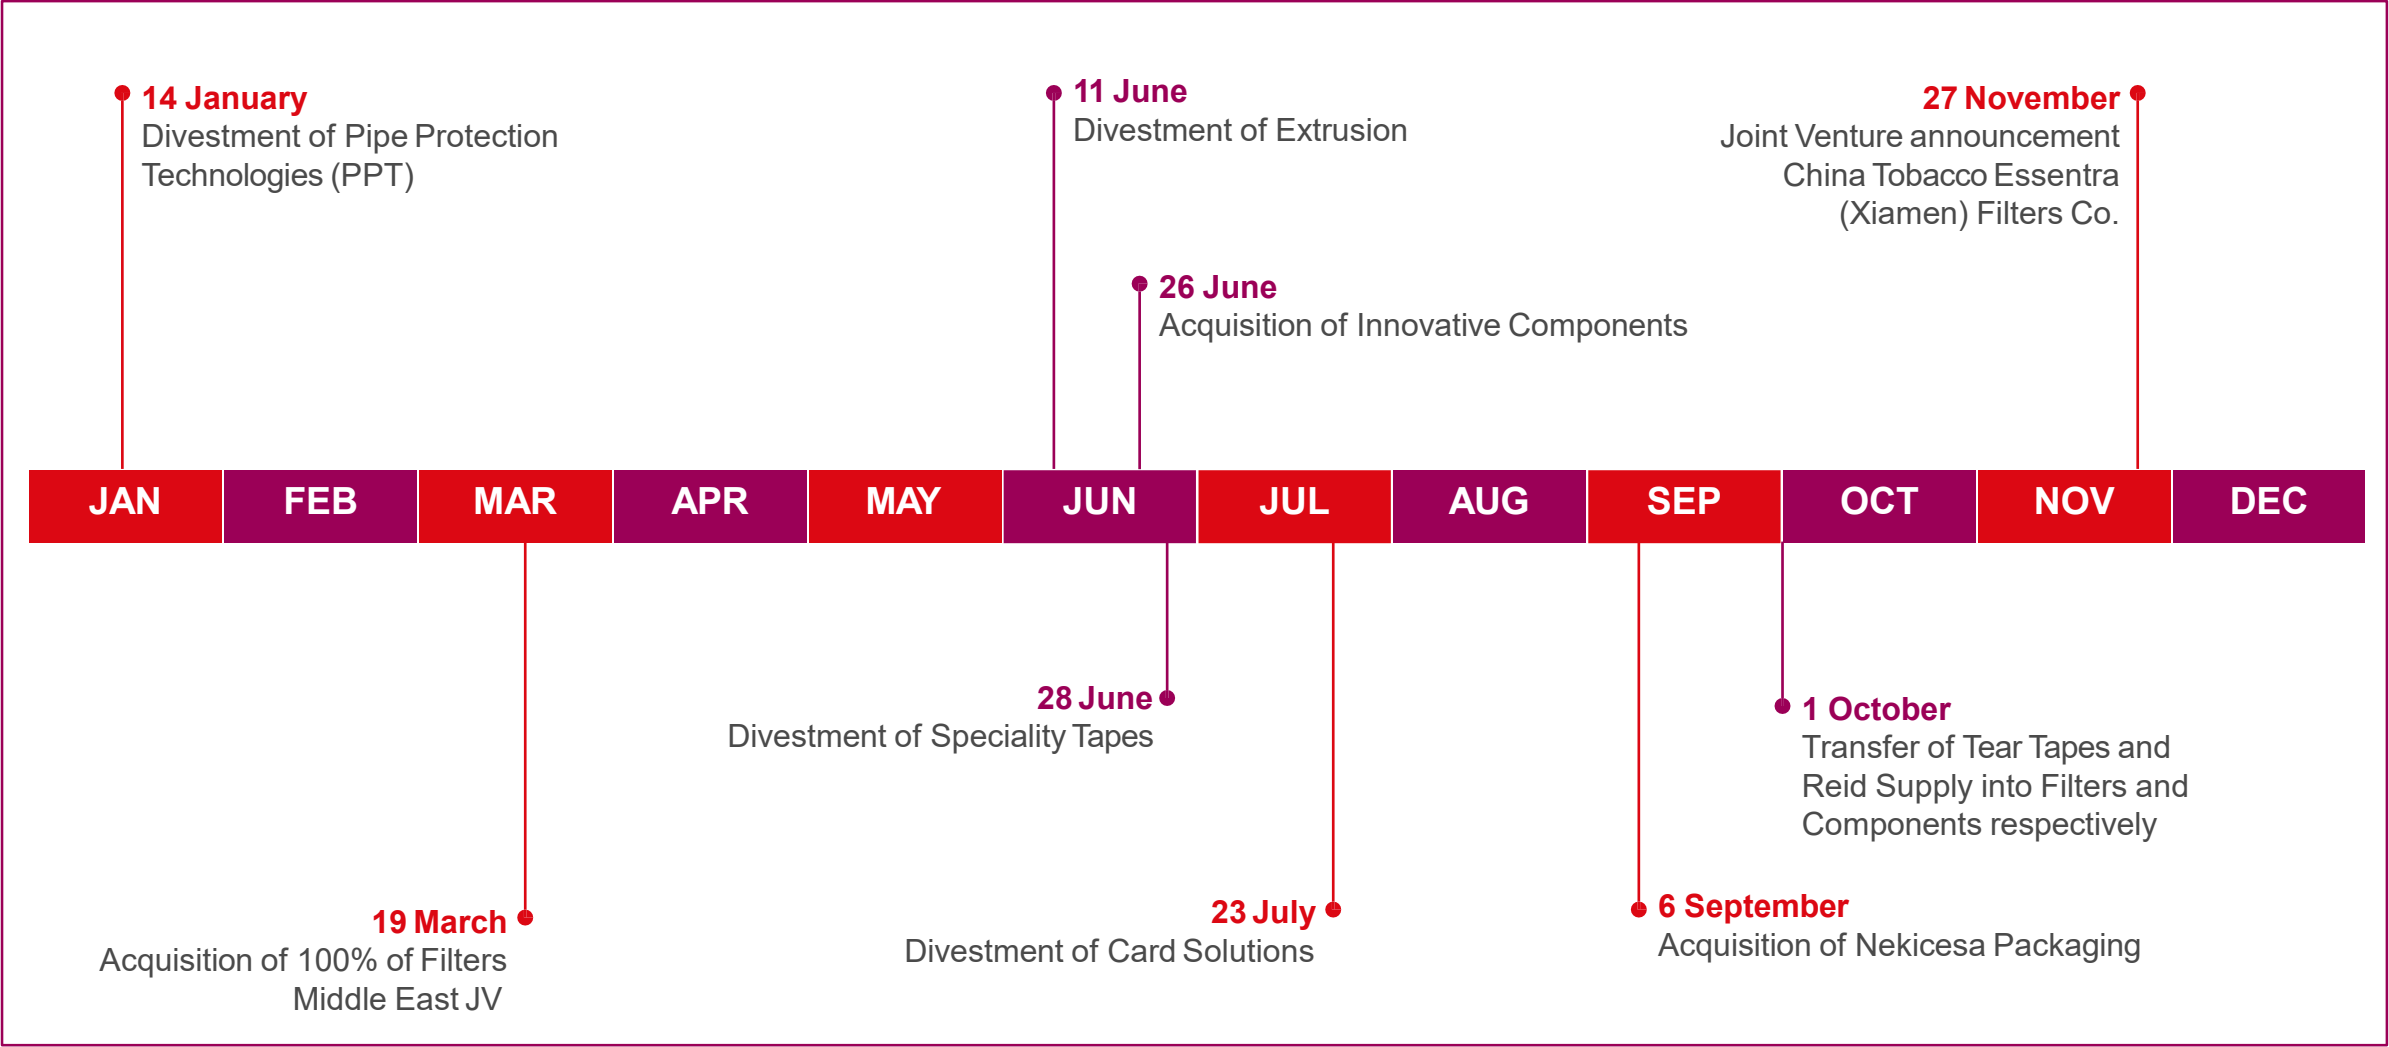 14 January
Divestment of Pipe Protection
Technologies (PPT)
11 June
Divestment of Extrusion
27 November
Joint Venture announcement
China Tobacco Essentra
(Xiamen) Filters Co.
26 June
Acquisition of Innovative Components
JAN
FEB
MAR
APR
MAY
JUN
JUL
AUG
SEP
OCT
NOV
DEC
28 June
Divestment of Speciality Tapes
1 October
Transfer of Tear Tapes and
Reid Supply into Filters and
Components respectively
19 March
Acquisition of 100% of Filters
Middle East JV
23 July
Divestment of Card Solutions
6 September
Acquisition of Nekicesa Packaging